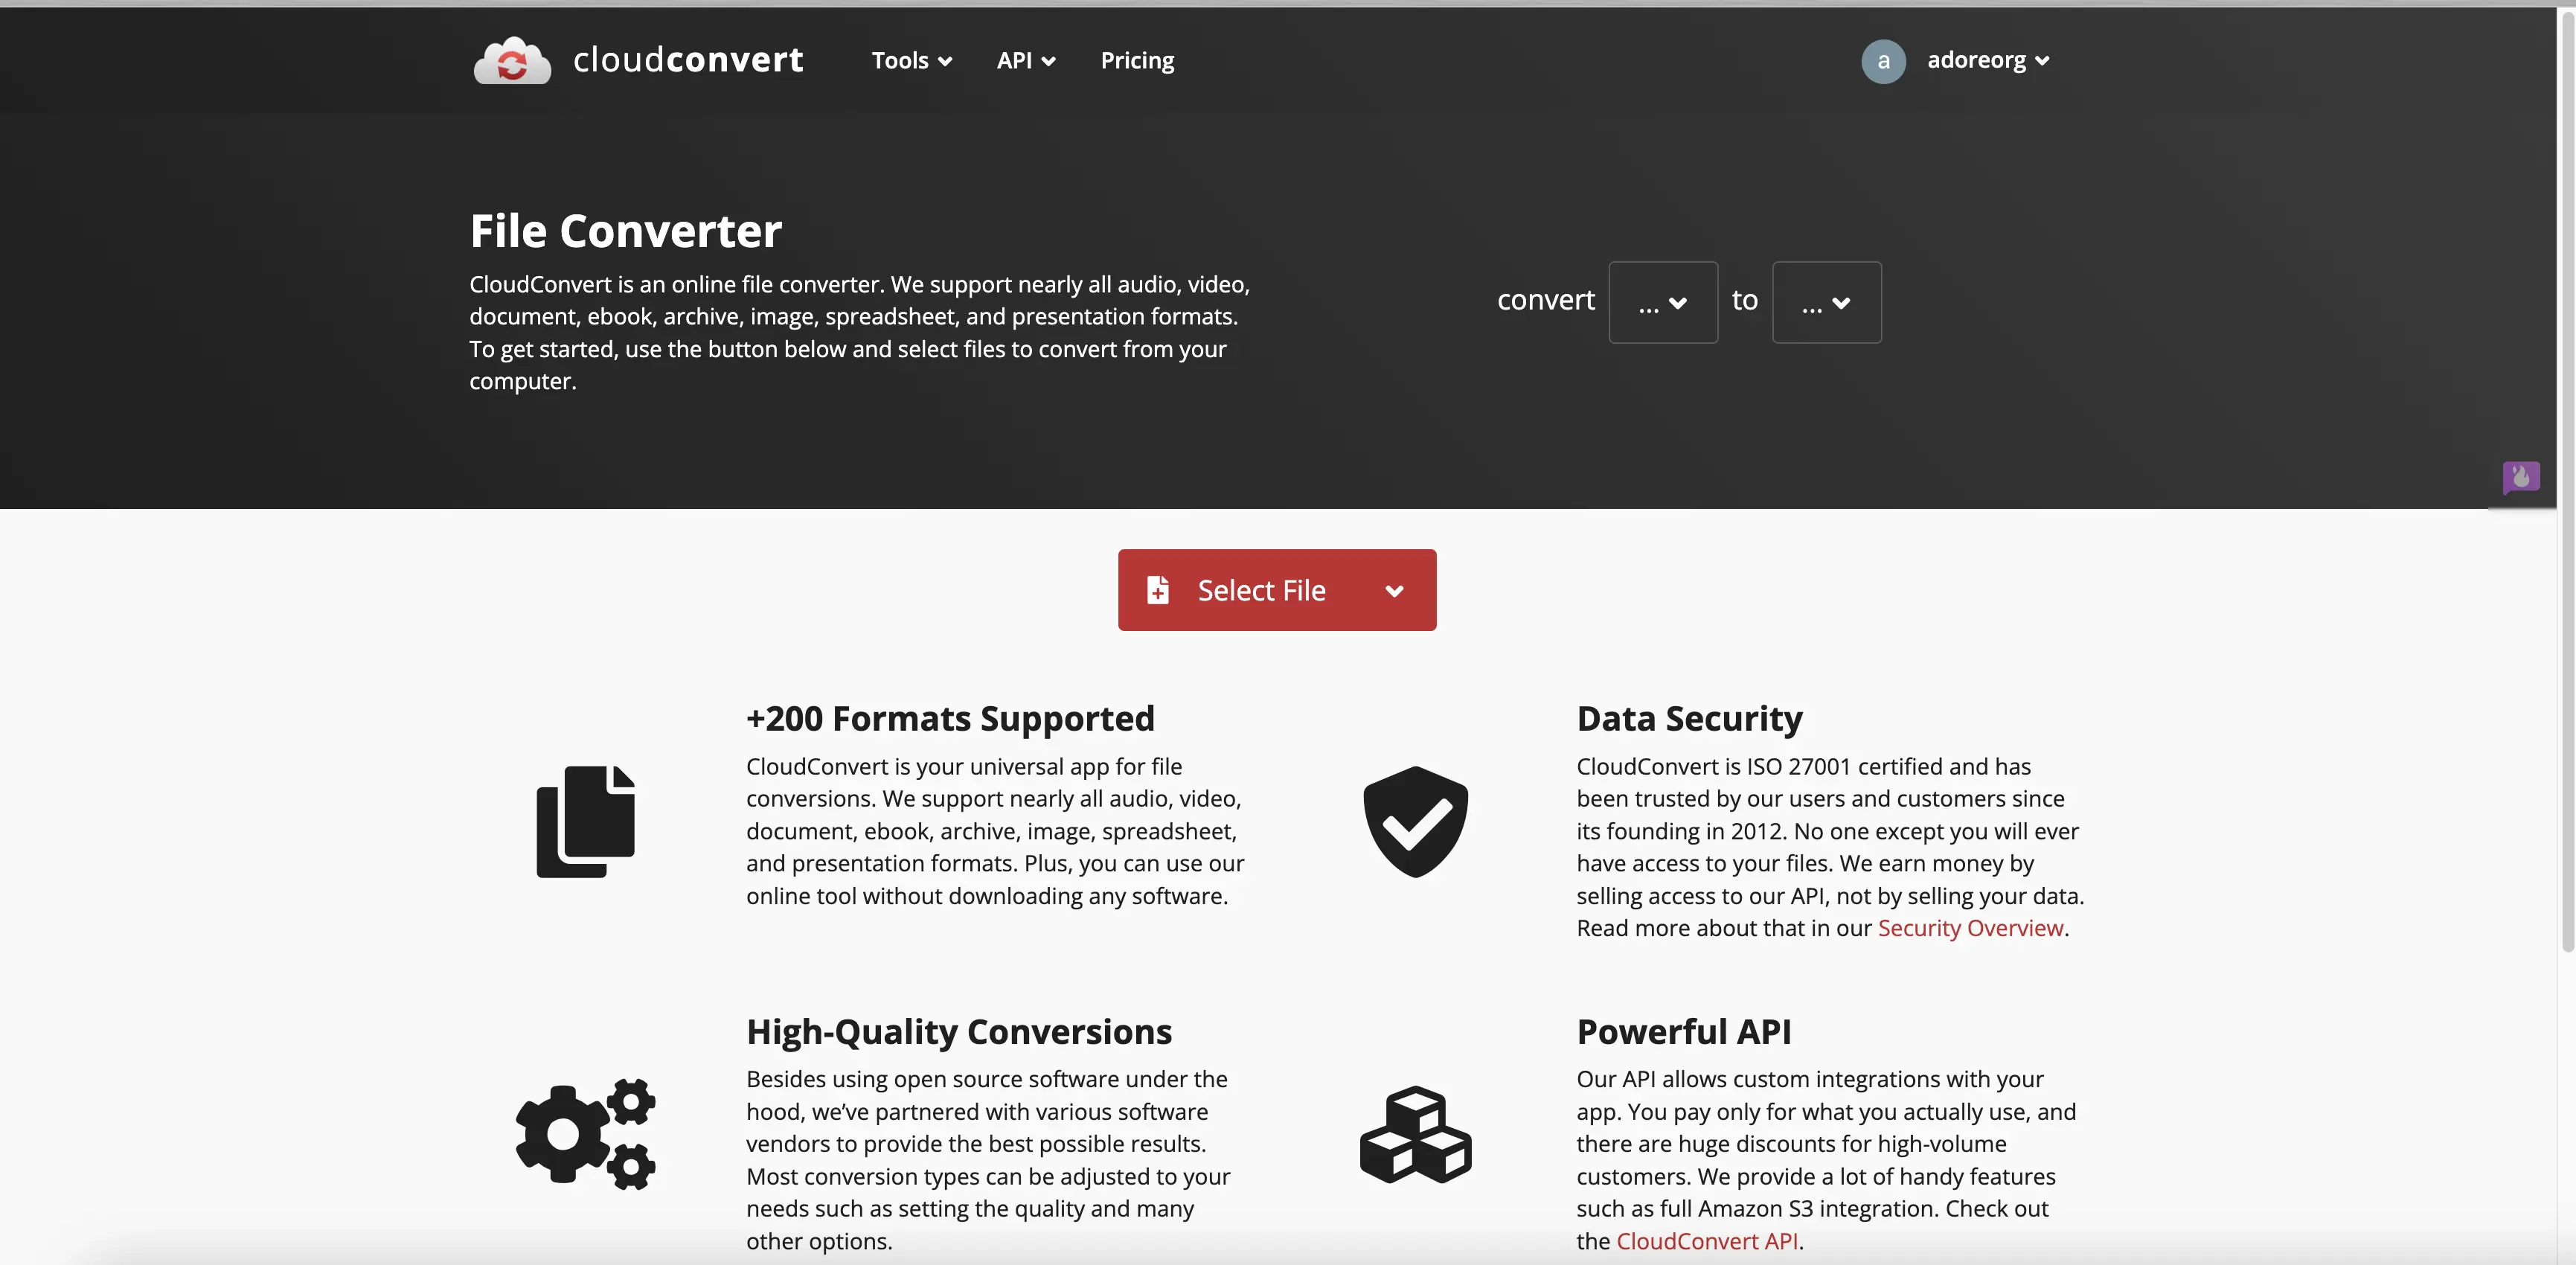 cloudconvert Tools API Pricing a adoreorg
File Converter
CloudConvert is an online file converter. We support nearly all audio, video,
document, ebook, archive, image, spreadsheet, and presentation formats.
To get started, use the button below and select files to convert from your
computer.
convert ... to ...
Select File
+200 Formats Supported
CloudConvert is your universal app for file
conversions. We support nearly all audio, video,
document, ebook, archive, image, spreadsheet,
and presentation formats. Plus, you can use our
online tool without downloading any software.
Data Security
CloudConvert is ISO 27001 certified and has
been trusted by our users and customers since
its founding in 2012. No one except you will ever
have access to your files. We earn money by
selling access to our API, not by selling your data.
Read more about that in our Security Overview.
High-Quality Conversions
Besides using open source software under the
hood, we’ve partnered with various software
vendors to provide the best possible results.
Most conversion types can be adjusted to your
needs such as setting the quality and many
other options.
Powerful API
Our API allows custom integrations with your
app. You pay only for what you actually use, and
there are huge discounts for high-volume
customers. We provide a lot of handy features
such as full Amazon S3 integration. Check out
the CloudConvert API.